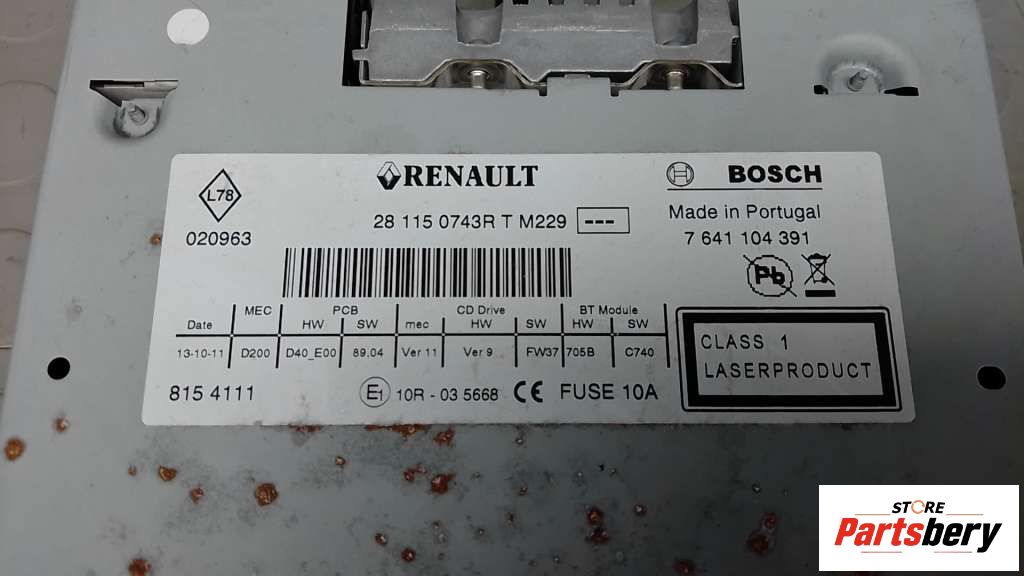 L78
020963
RENAULT
28 115 0743R T M229 ---
BOSCH
Made in Portugal
7 641 104 391
Pb
MEC PCB CD Drive BT Module
Date HW SW mec HW SW HW SW
13-10-11 D200 D40_E00 89.04 Ver 11 Ver 9 FW37 705B C740
815 4111
E1 10R - 03 5668 CE FUSE 10A
CLASS 1
LASERPRODUCT
STORE
Partsbery